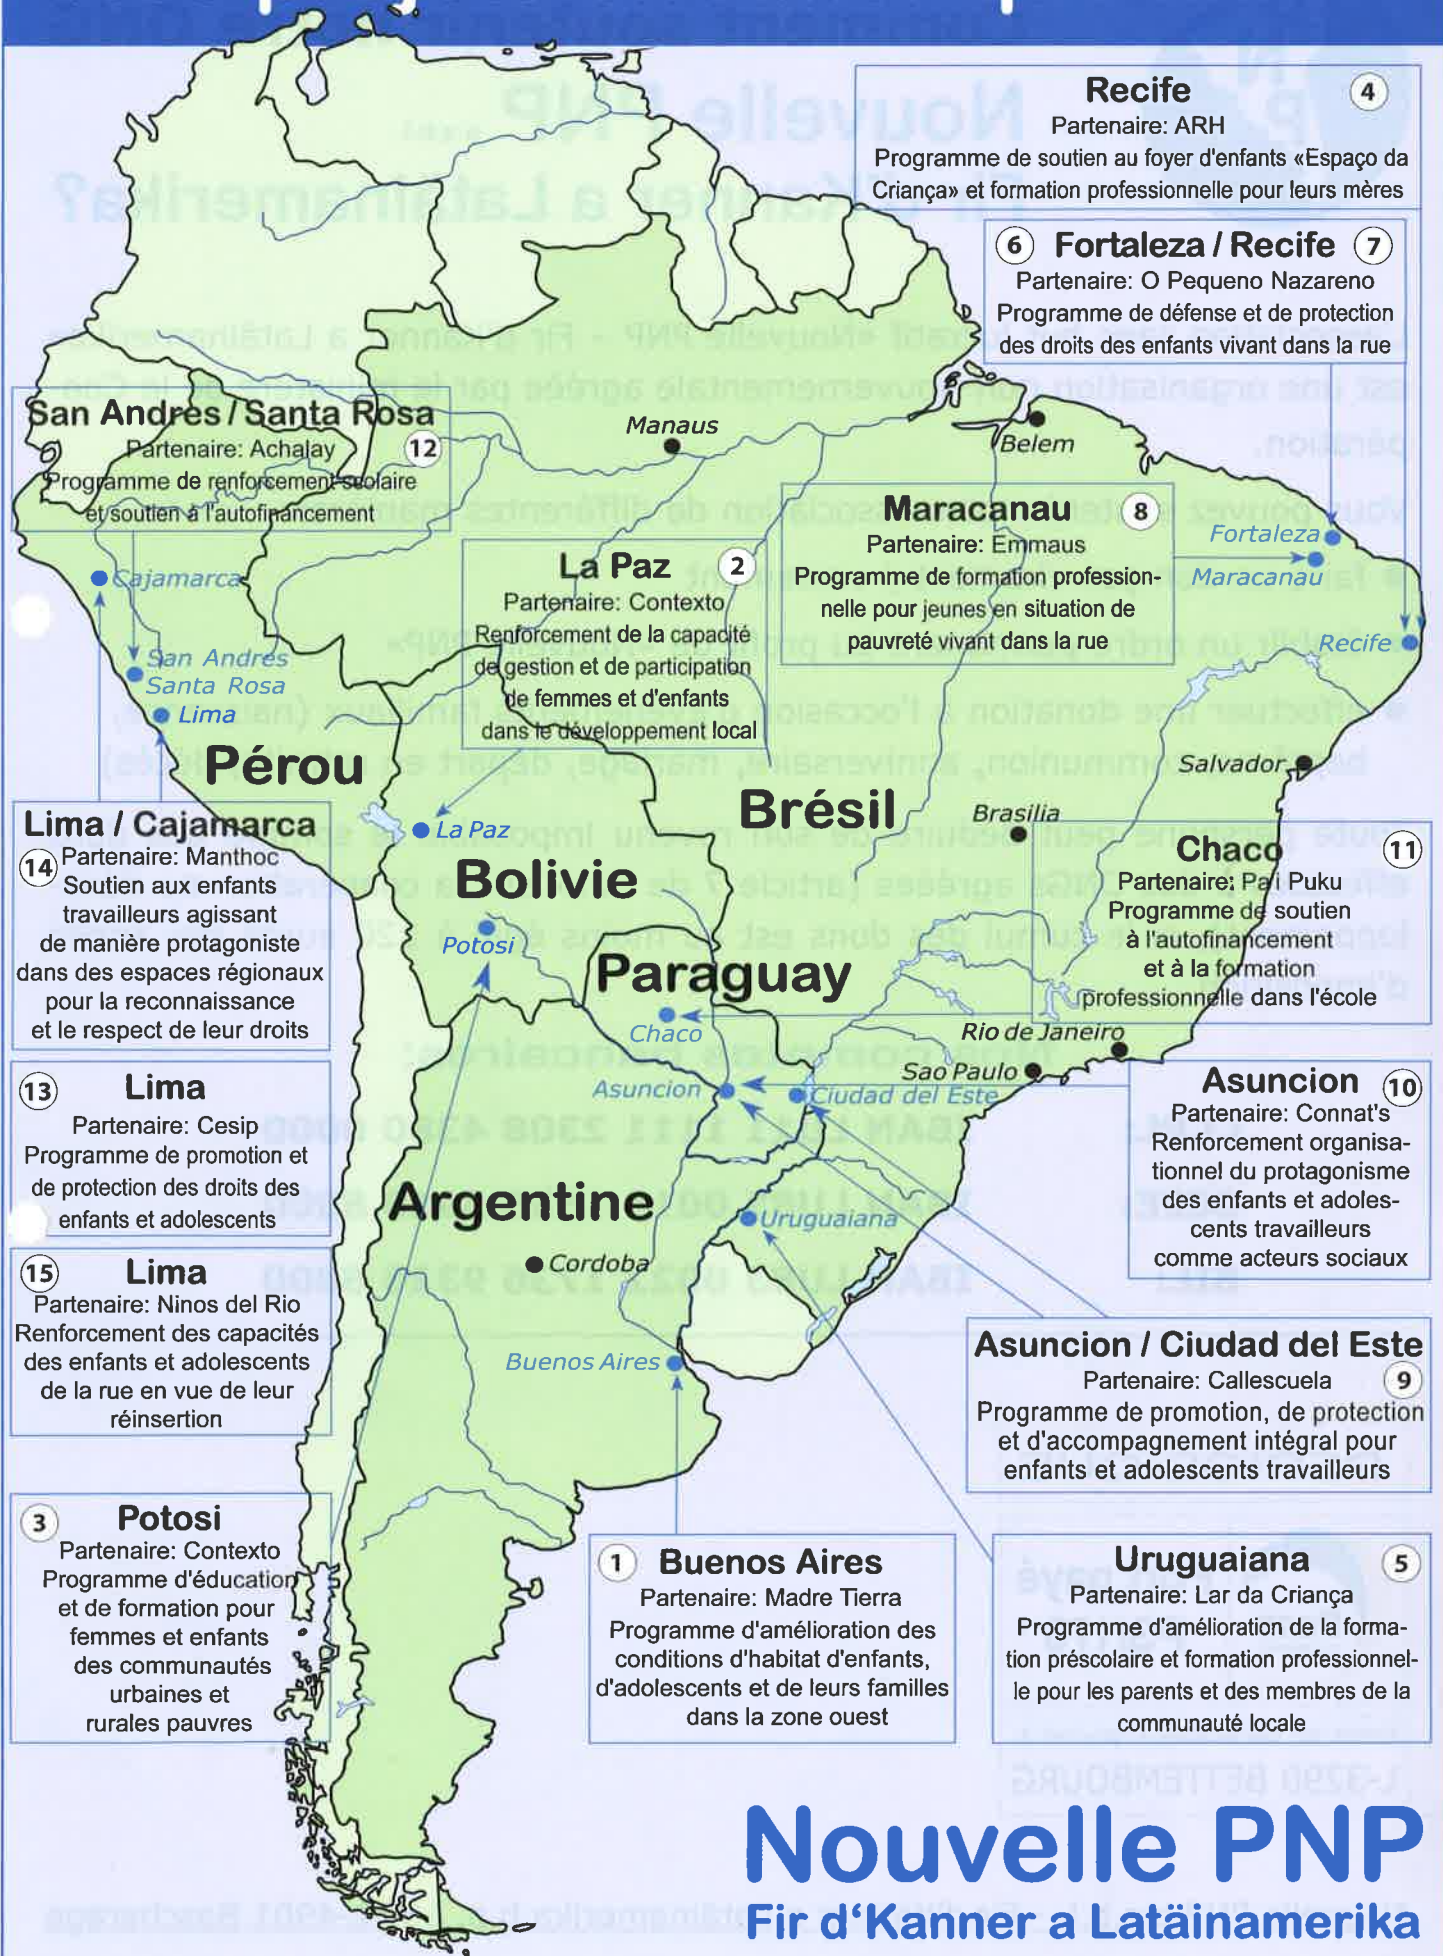 Recife 4
Partenaire: ARH
Programme de soutien au foyer d'enfants «Espaço da
Criança» et formation professionnelle pour leurs mères
6 Fortaleza / Recife 7
Partenaire: O Pequeno Nazareno
Programme de défense et de protection
des droits des enfants vivant dans la rue
San Andrés / Santa Rosa
Partenaire: Achalay 12
Programme de renforcement scolaire
et soutien à l'autofinancement
Manaus
Belem
Maracanau 8
Partenaire: Emmaus
Programme de formation profession-
nelle pour jeunes en situation de
pauvreté vivant dans la rue
Fortaleza
Maracanau
Recife
La Paz 2
Partenaire: Contexto
Renforcement de la capacité
de gestion et de participation
de femmes et d'enfants
dans le développement local
Cajamarca
San Andrés
Santa Rosa
Lima
Pérou
Brésil
Salvador
Brasilia
La Paz
Bolivie
Potosi
Paraguay
Chaco
Lima / Cajamarca
14 Partenaire: Manthoc
Soutien aux enfants
travailleurs agissant
de manière protagoniste
dans des espaces régionaux
pour la reconnaissance
et le respect de leur droits
Chaco 11
Partenaire: Pa'i Puku
Programme de soutien
à l'autofinancement
et à la formation
professionnelle dans l'école
Rio de Janeiro
Sao Paulo
Asuncion
Ciudad del Este
13 Lima
Partenaire: Cesip
Programme de promotion et
de protection des droits des
enfants et adolescents
Asuncion 10
Partenaire: Connat's
Renforcement organisa-
tionnel du protagonisme
des enfants et adoles-
cents travailleurs
comme acteurs sociaux
Argentine
Uruguaiana
Cordoba
15 Lima
Partenaire: Ninos del Rio
Renforcement des capacités
des enfants et adolescents
de la rue en vue de leur
réinsertion
Buenos Aires
Asuncion / Ciudad del Este
Partenaire: Callescuela 9
Programme de promotion, de protection
et d'accompagnement intégral pour
enfants et adolescents travailleurs
3 Potosi
Partenaire: Contexto
Programme d'éducation
et de formation pour
femmes et enfants
des communautés
urbaines et
rurales pauvres
1 Buenos Aires
Partenaire: Madre Tierra
Programme d'amélioration des
conditions d'habitat d'enfants,
d'adolescents et de leurs familles
dans la zone ouest
Uruguaiana 5
Partenaire: Lar da Criança
Programme d'amélioration de la forma-
tion préscolaire et formation professionnel-
le pour les parents et des membres de la
communauté locale
Nouvelle PNP
Fir d'Kanner a Latäinamerika